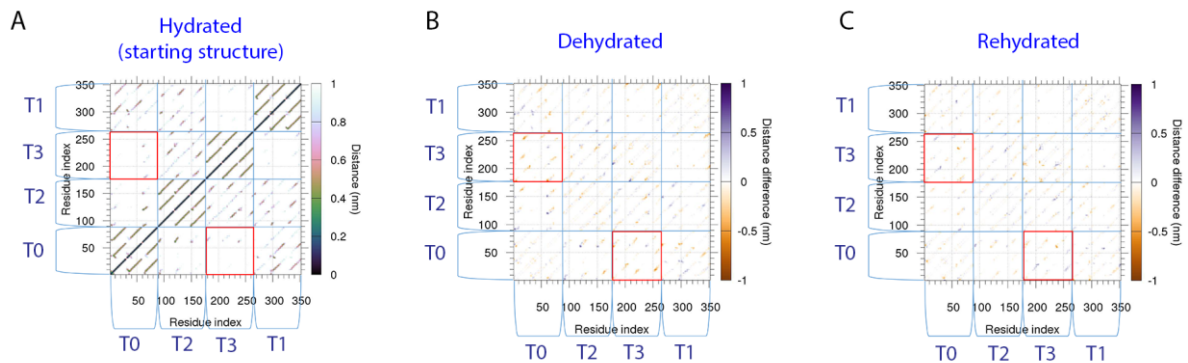 A
Hydrated
(starting structure)
T1
T3
T2
T0
Residue index
350
300
250
200
150
100
50
50 100 150 200 250 300 350
Residue index
T0 T2 T3 T1
1
0.8
0.6
0.4
0.2
0
Distance (nm)
B
Dehydrated
T1
T3
T2
T0
Residue index
350
300
250
200
150
100
50
50 100 150 200 250 300 350
Residue index
T0 T2 T3 T1
1
0.5
0
-0.5
-1
Distance difference (nm)
C
Rehydrated
T1
T3
T2
T0
Residue index
350
300
250
200
150
100
50
50 100 150 200 250 300 350
Residue index
T0 T2 T3 T1
1
0.5
0
-0.5
-1
Distance difference (nm)